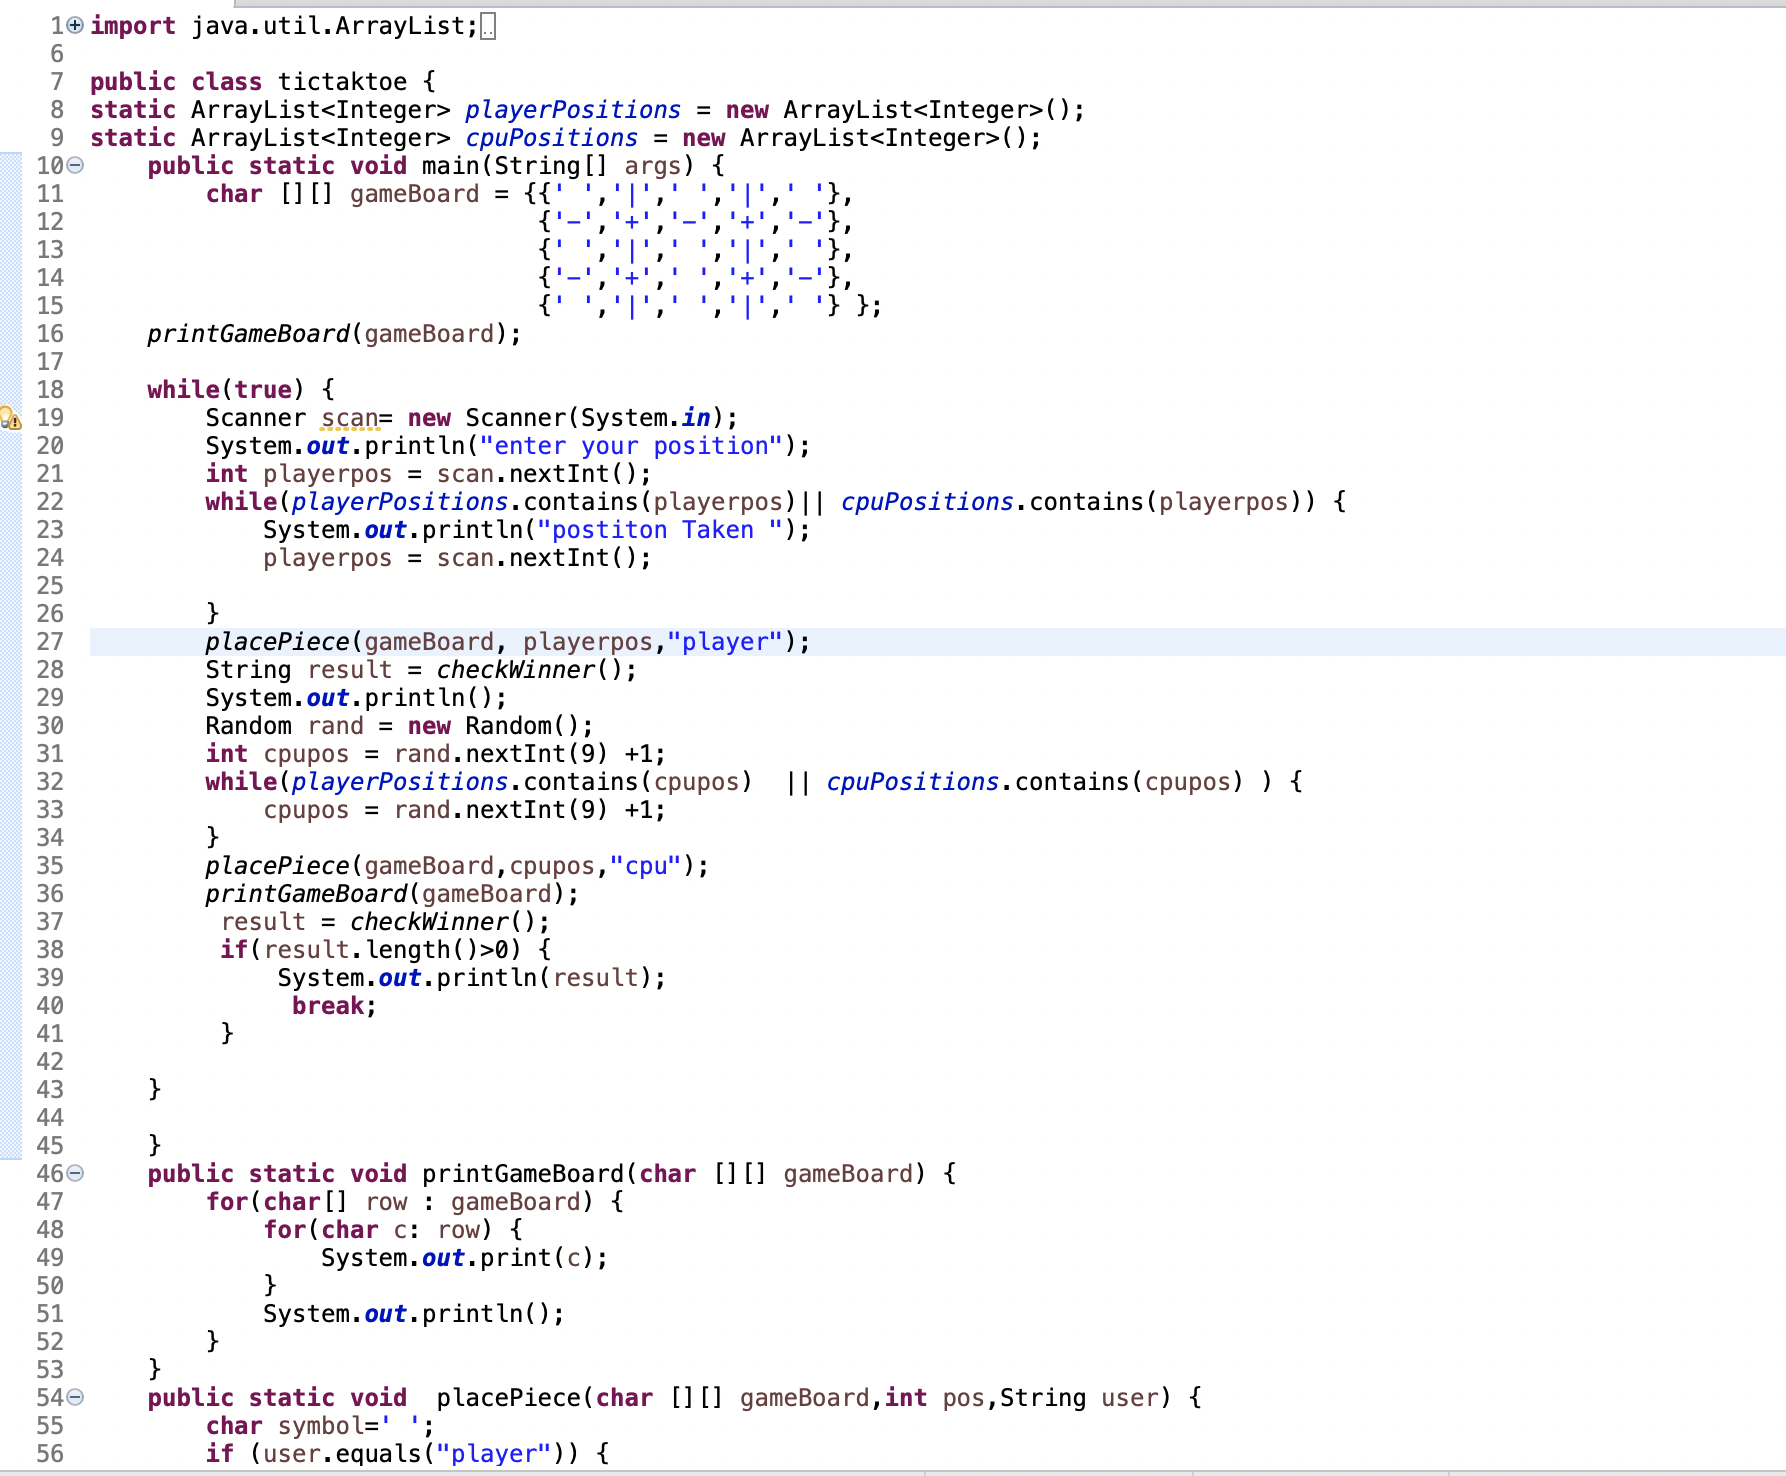 1 import java.util.ArrayList;
6
7 public class tictaktoe {
8 static ArrayList<Integer> playerPositions = new ArrayList<Integer>();
9 static ArrayList<Integer> cpuPositions = new ArrayList<Integer>();
10 public static void main(String[] args) {
11 char [][] gameBoard = {{' ','|',' ','|',' '},
12 {'-','+','-','+','-'},
13 {' ','|',' ','|',' '},
14 {'-','+',' ','+','-'},
15 {' ','|',' ','|',' '} };
16 printGameBoard(gameBoard);
17
18 while(true) {
19 Scanner scan= new Scanner(System.in);
20 System.out.println("enter your position");
21 int playerpos = scan.nextInt();
22 while(playerPositions.contains(playerpos)|| cpuPositions.contains(playerpos)) {
23 System.out.println("postiton Taken ");
24 playerpos = scan.nextInt();
25
26 }
27 placePiece(gameBoard, playerpos,"player");
28 String result = checkWinner();
29 System.out.println();
30 Random rand = new Random();
31 int cpupos = rand.nextInt(9) +1;
32 while(playerPositions.contains(cpupos)  || cpuPositions.contains(cpupos) ) {
33 cpupos = rand.nextInt(9) +1;
34 }
35 placePiece(gameBoard,cpupos,"cpu");
36 printGameBoard(gameBoard);
37 result = checkWinner();
38 if(result.length()>0) {
39 System.out.println(result);
40 break;
41 }
42
43 }
44
45 }
46 public static void printGameBoard(char [][] gameBoard) {
47 for(char[] row : gameBoard) {
48 for(char c: row) {
49 System.out.print(c);
50 }
51 System.out.println();
52 }
53 }
54 public static void  placePiece(char [][] gameBoard,int pos,String user) {
55 char symbol=' ';
56 if (user.equals("player")) {